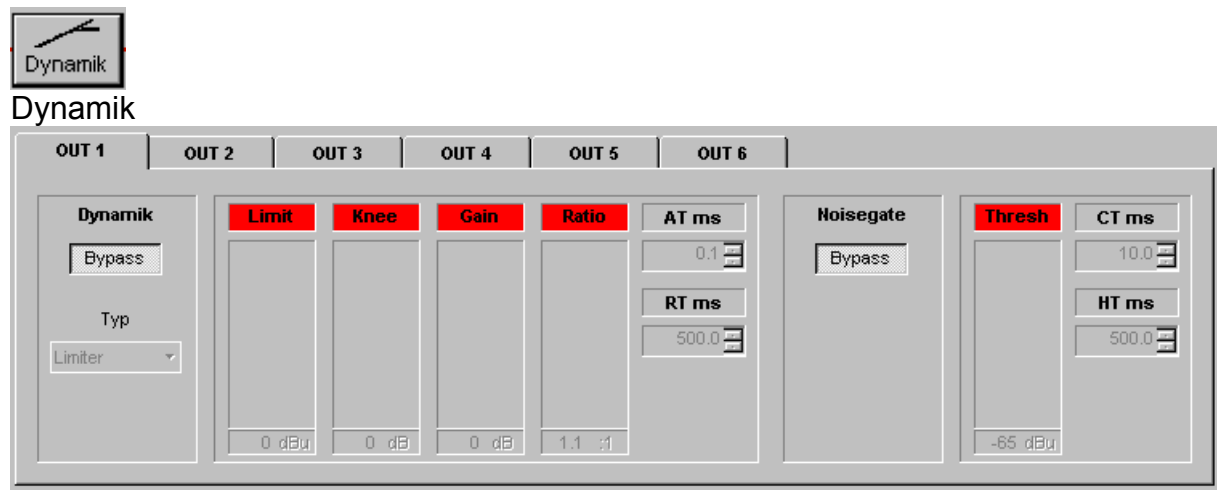 Dynamik
Dynamik
OUT 1 OUT 2 OUT 3 OUT 4 OUT 5 OUT 6
Dynamik Limit Knee Gain Ratio AT ms Noisegate Thresh CT ms
Bypass 0.1 Bypass 10.0
RT ms HT ms
Typ
Limiter 500.0 500.0
0 dBu 0 dB 0 dB 1.1 :1 -65 dBu